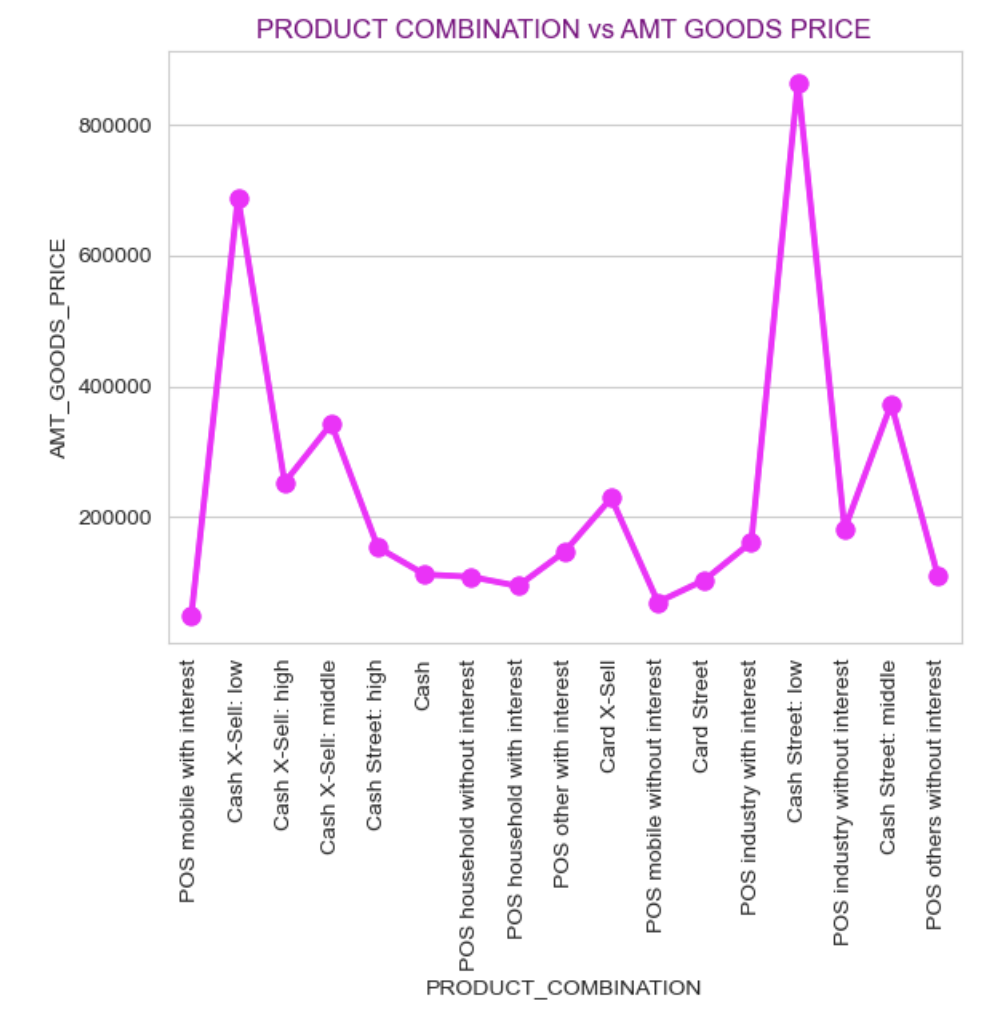 PRODUCT COMBINATION vs AMT GOODS PRICE
AMT_GOODS_PRICE
800000
600000
400000
200000
POS mobile with interest
Cash X-Sell: low
Cash X-Sell: high
Cash X-Sell: middle
Cash Street: high
Cash
POS household without interest
POS household with interest
POS other with interest
Card X-Sell
POS mobile without interest
Card Street
POS industry with interest
Cash Street: low
POS industry without interest
Cash Street: middle
POS others without interest
PRODUCT_COMBINATION